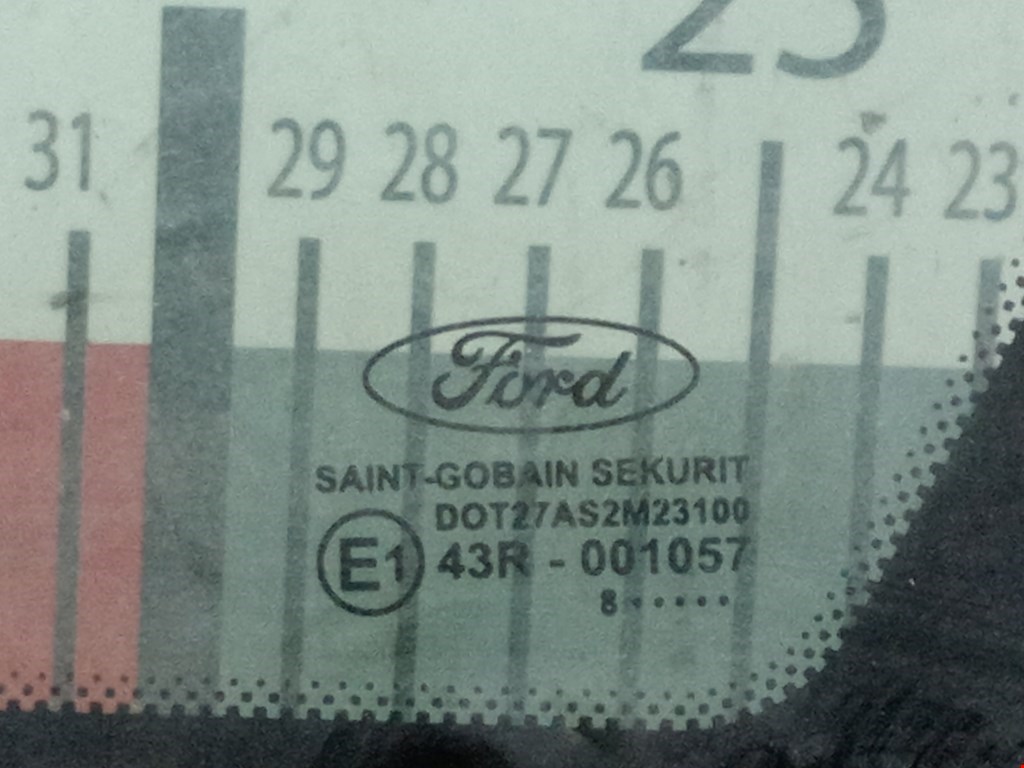 25
31 29 28 27 26 24 23
Ford
SAINT-GOBAIN SEKURIT
DOT27AS2M23100
E1 43R - 001057
8 • • • • •